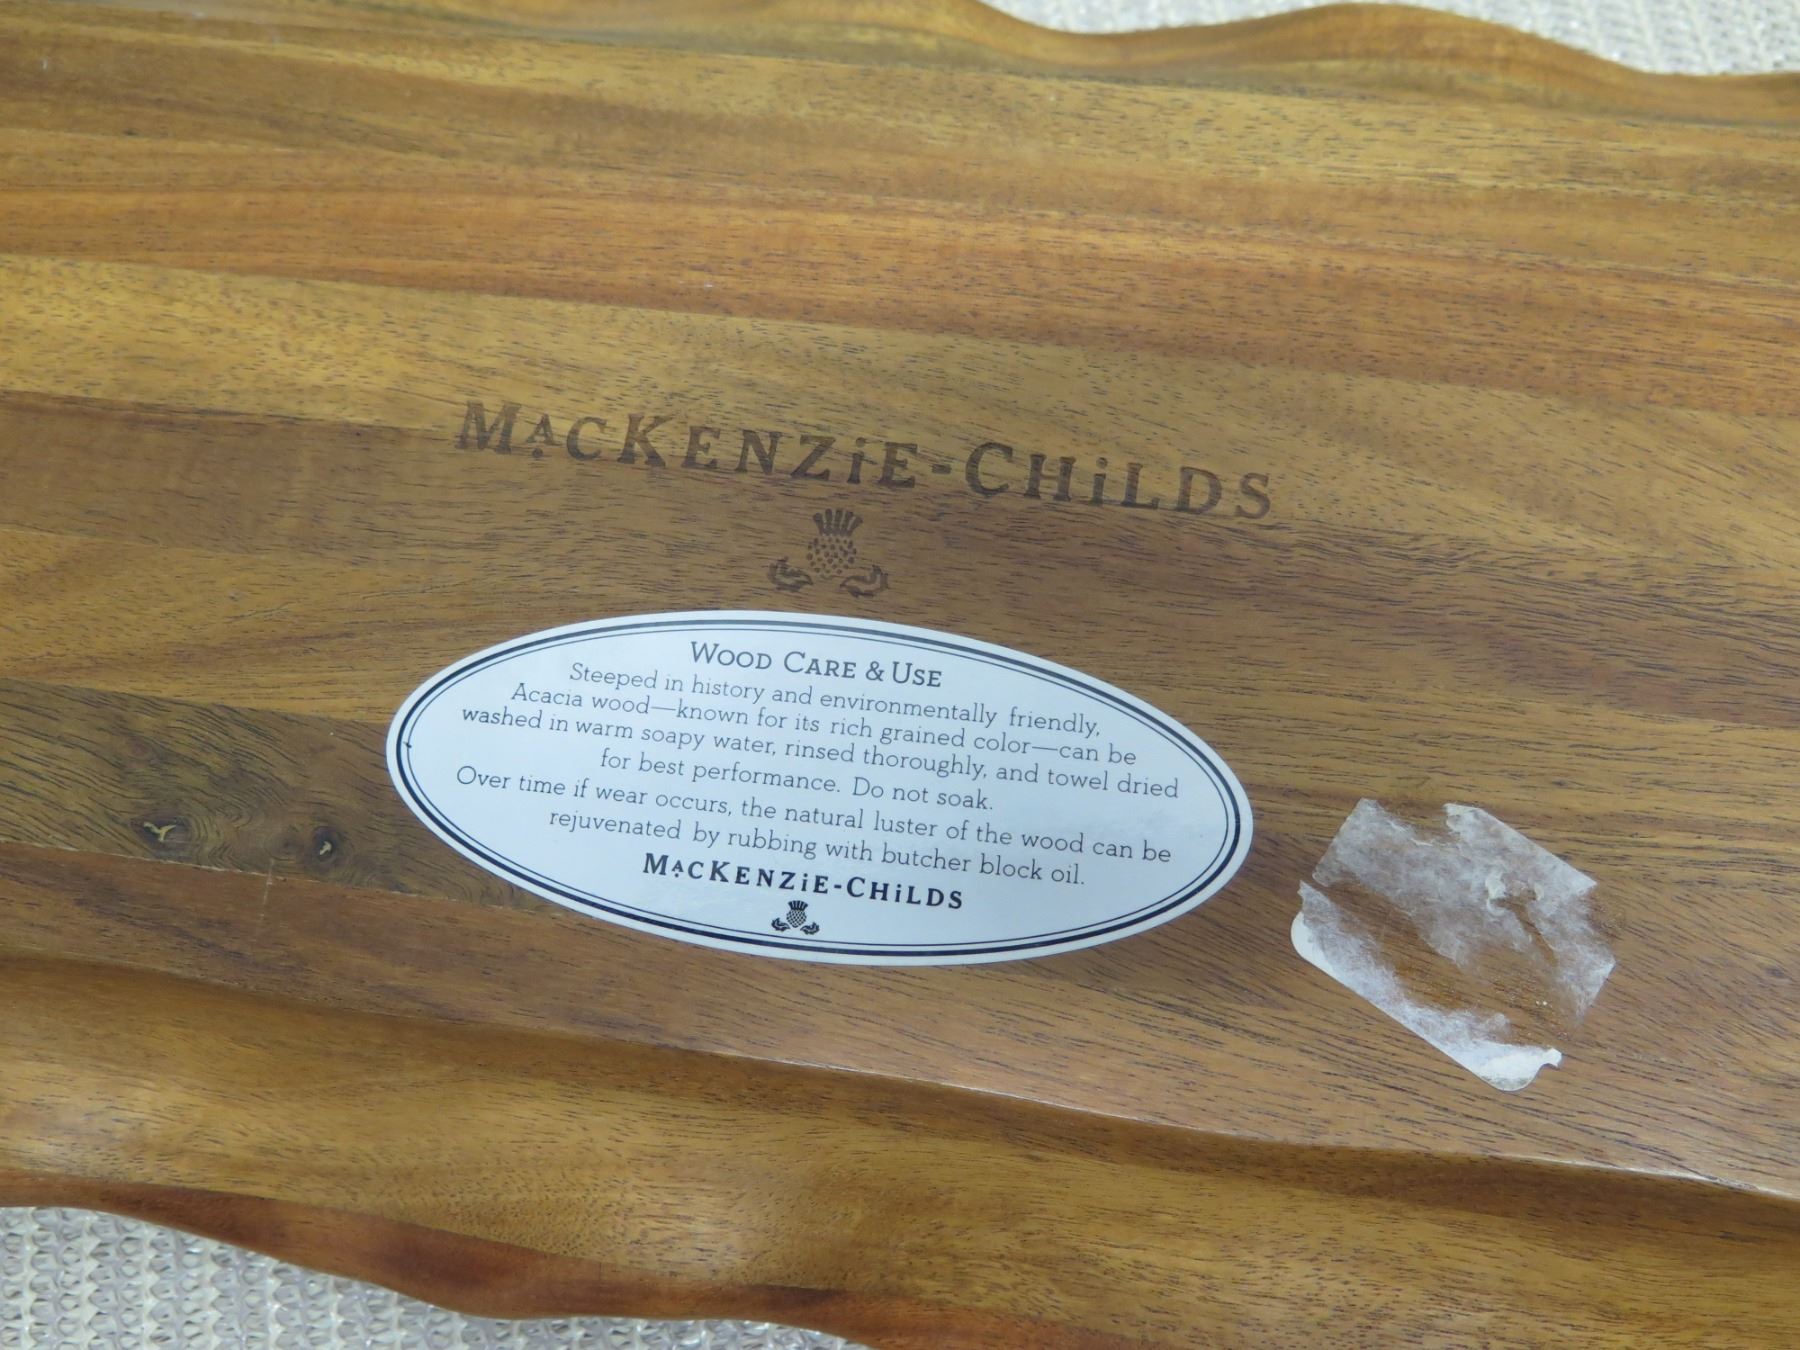 MACKENZiE-CHiLDS
WOOD CARE & USE
Steeped in history and environmentally friendly,
Acacia wood—known for its rich grained color—can be
washed in warm soapy water, rinsed thoroughly, and towel dried
for best performance. Do not soak.
Over time if wear occurs, the natural luster of the wood can be
rejuvenated by rubbing with butcher block oil.
MACKENZiE-CHiLDS